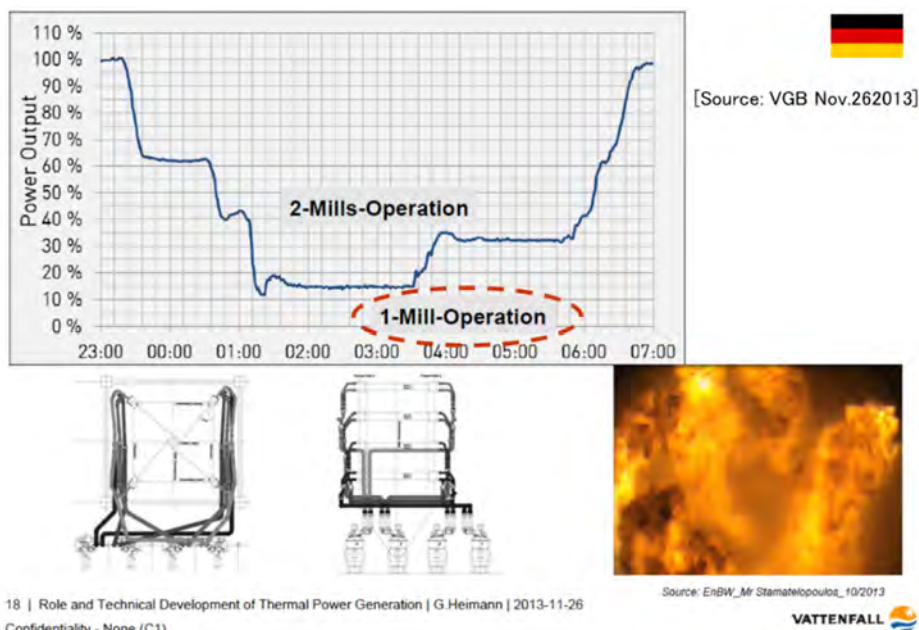 110 %
100 %
90 %
80 %
70 %
60 %
50 %
40 %
30 %
20 %
10 %
0 %
Power Output
2-Mills-Operation
1-Mill-Operation
23:00 00:00 01:00 02:00 03:00 04:00 05:00 06:00 07:00
[Source: VGB Nov.262013]
Source: EnBW_Mr Stamatelopoulos_10/2013
18 | Role and Technical Development of Thermal Power Generation | G.Heimann | 2013-11-26
Confidentiality - None (C1)
VATTENFALL